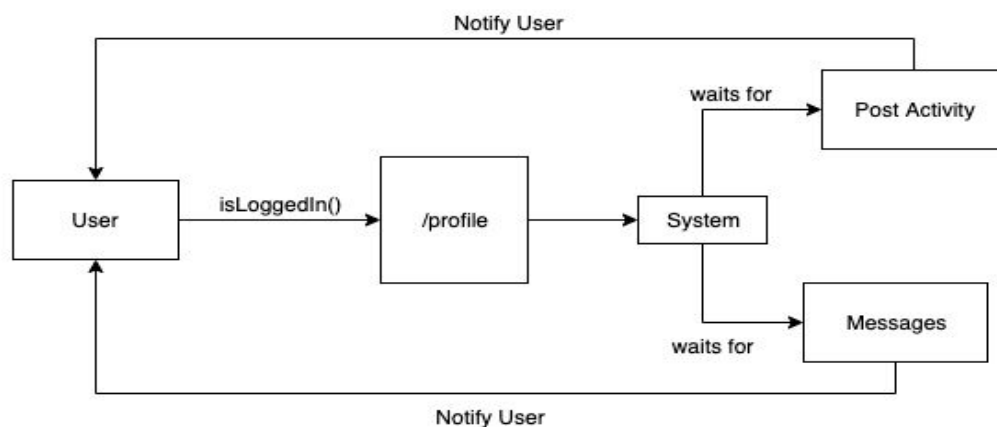 Notify User
waits for
Post Activity
User
isLoggedIn()
/profile
System
Messages
waits for
Notify User